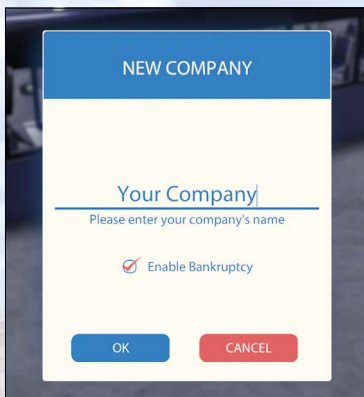 NEW COMPANY
Your Company
Please enter your company's name
Enable Bankruptcy
OK
CANCEL